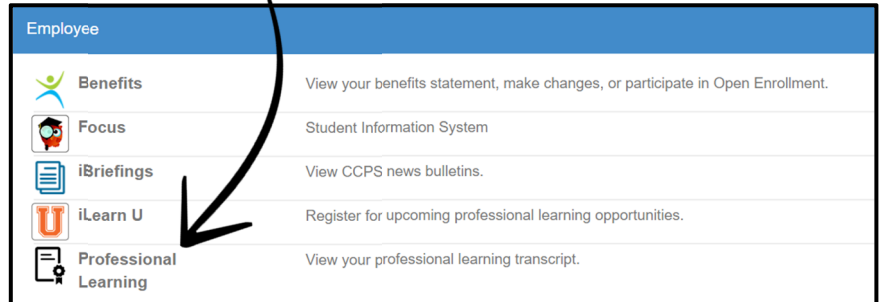 Employee
Benefits View your benefits statement, make changes, or participate in Open Enrollment.
Focus Student Information System
iBriefings View CCPS news bulletins.
iLearn U Register for upcoming professional learning opportunities.
Professional View your professional learning transcript.
Learning